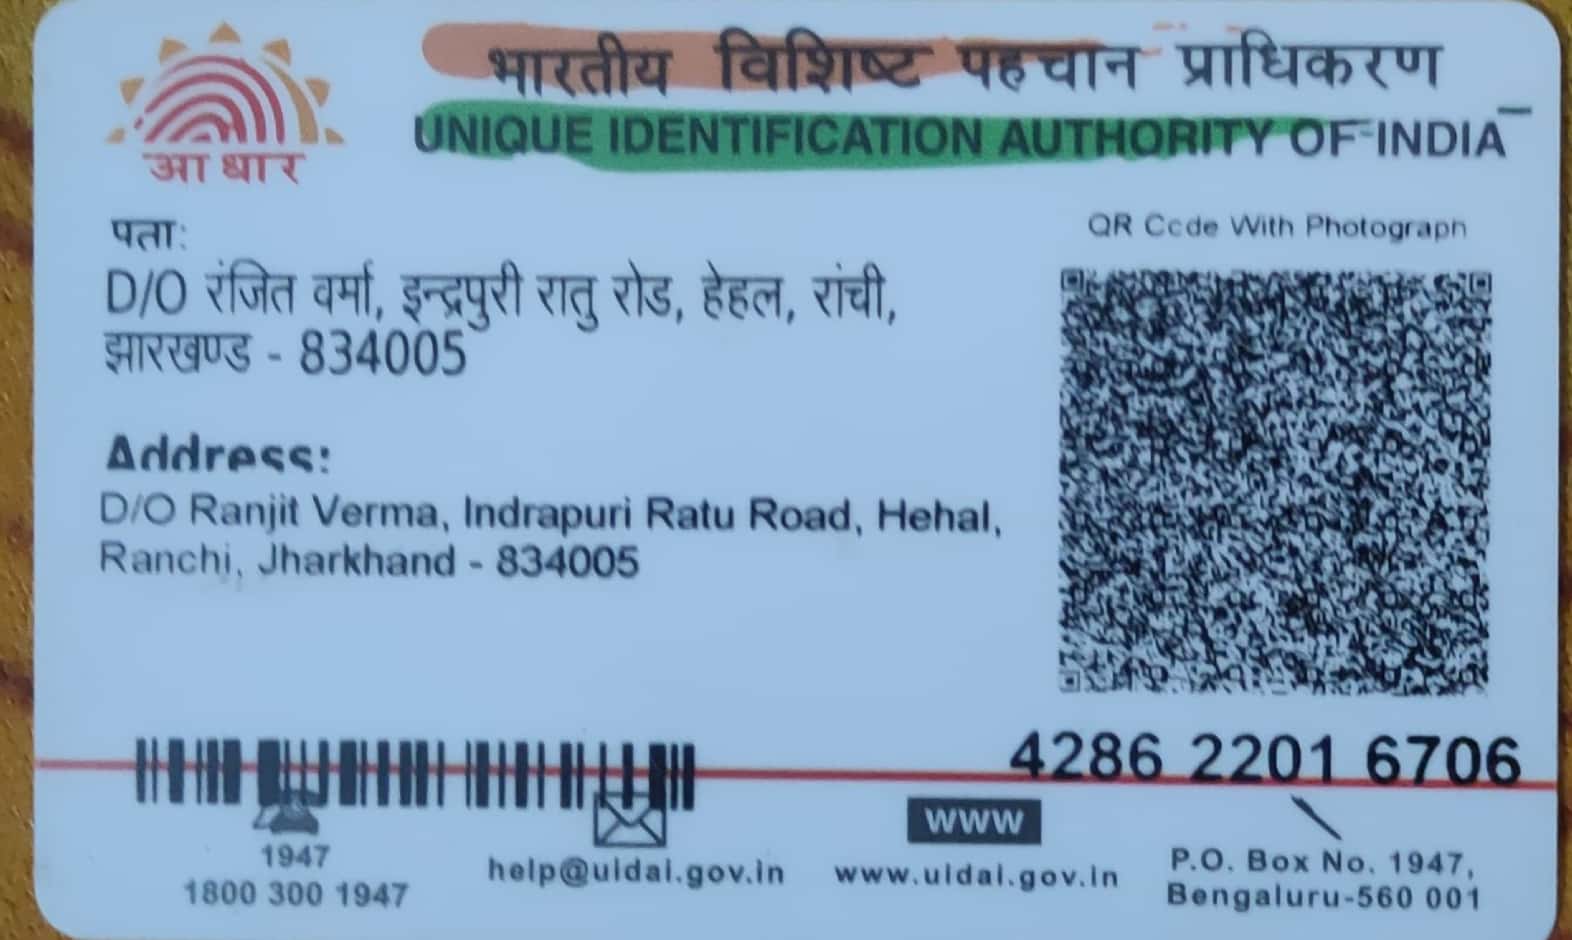 भारतीय विशिष्ट पहचान प्राधिकरण
UNIQUE IDENTIFICATION AUTHORITY OF INDIA
आधार
QR Code With Photograph
पता:
D/O रंजित वर्मा, इन्द्रपुरी रातु रोड, हेहल, रांची,
झारखण्ड - 834005
Address:
D/O Ranjit Verma, Indrapuri Ratu Road, Hehal,
Ranchi, Jharkhand - 834005
4286 2201 6706
1947
1800 300 1947
help@uidai.gov.in
www
www.uidai.gov.in
P.O. Box No. 1947,
Bengaluru-560 001